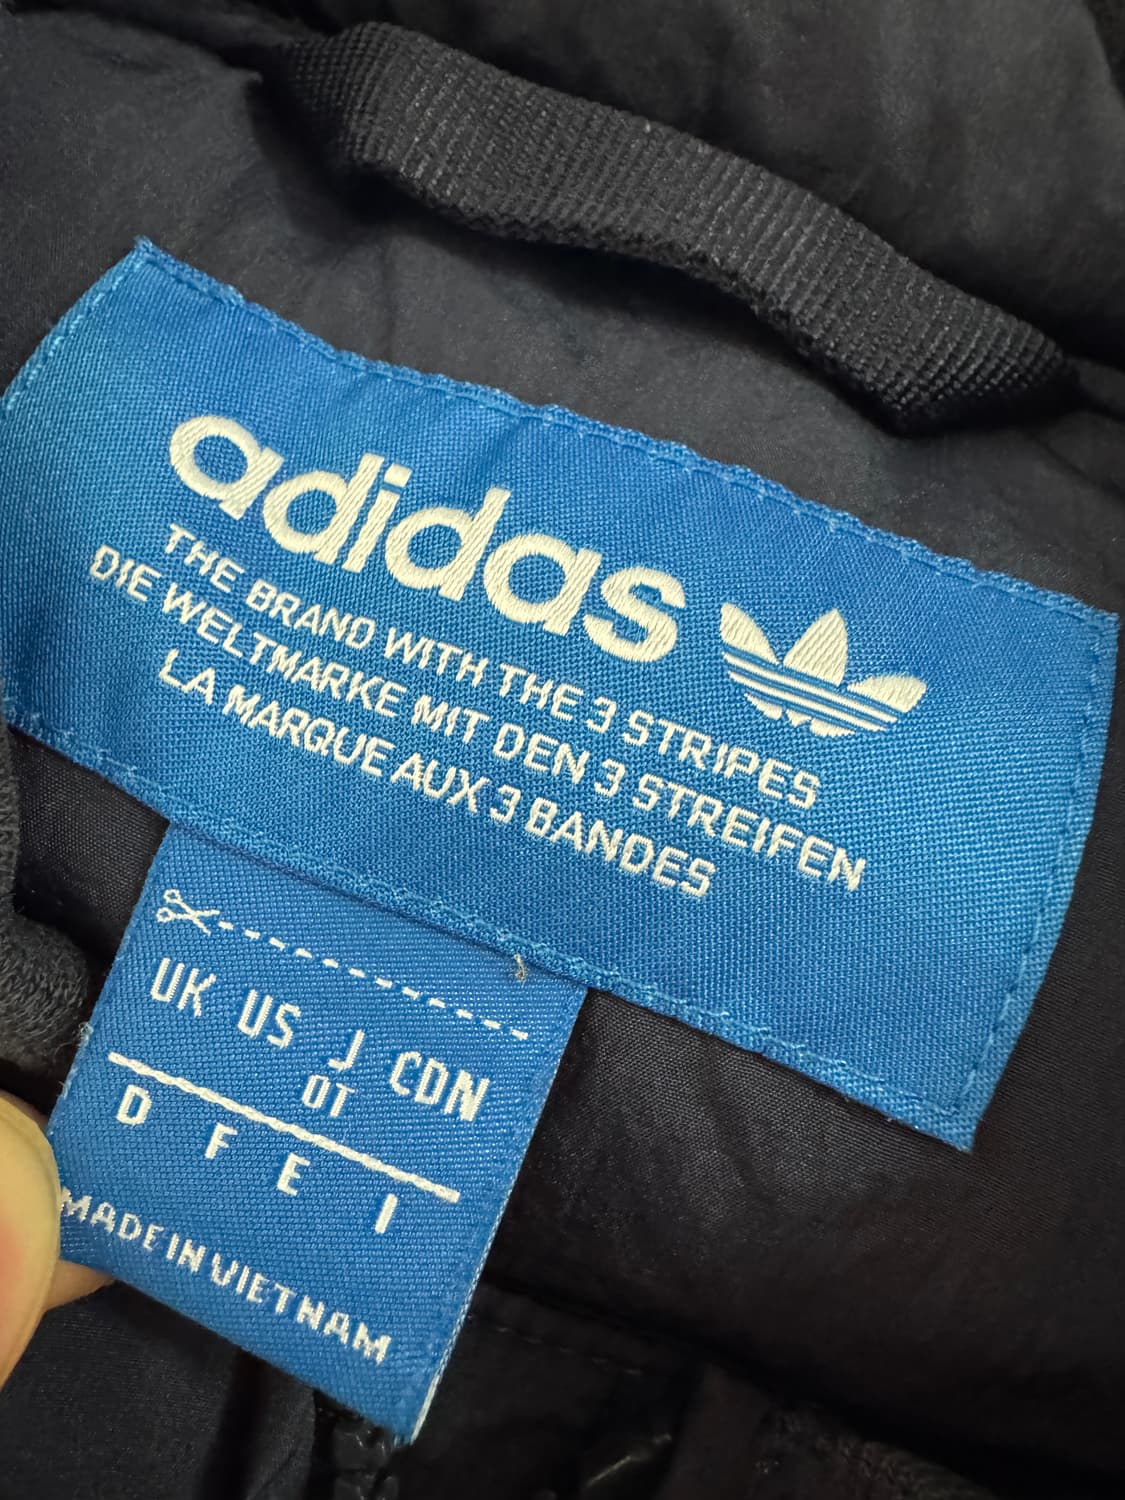 adidas
THE BRAND WITH THE 3 STRIPES
DIE WELTMARKE MIT DEN 3 STREIFEN
LA MARQUE AUX 3 BANDES
UK US J CDN
OT
D F E I
MADE IN VIETNAM